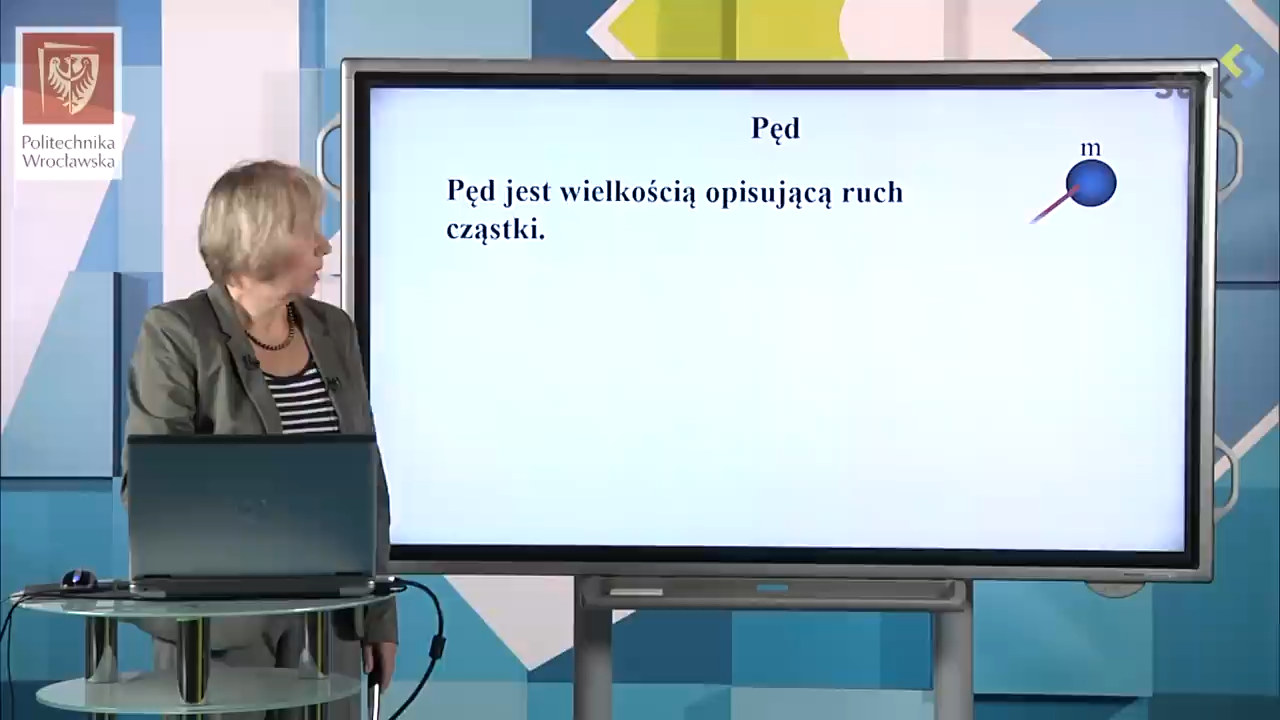 Politechnika
Wrocławska
Pęd
m
Pęd jest wielkością opisującą ruch
cząstki.